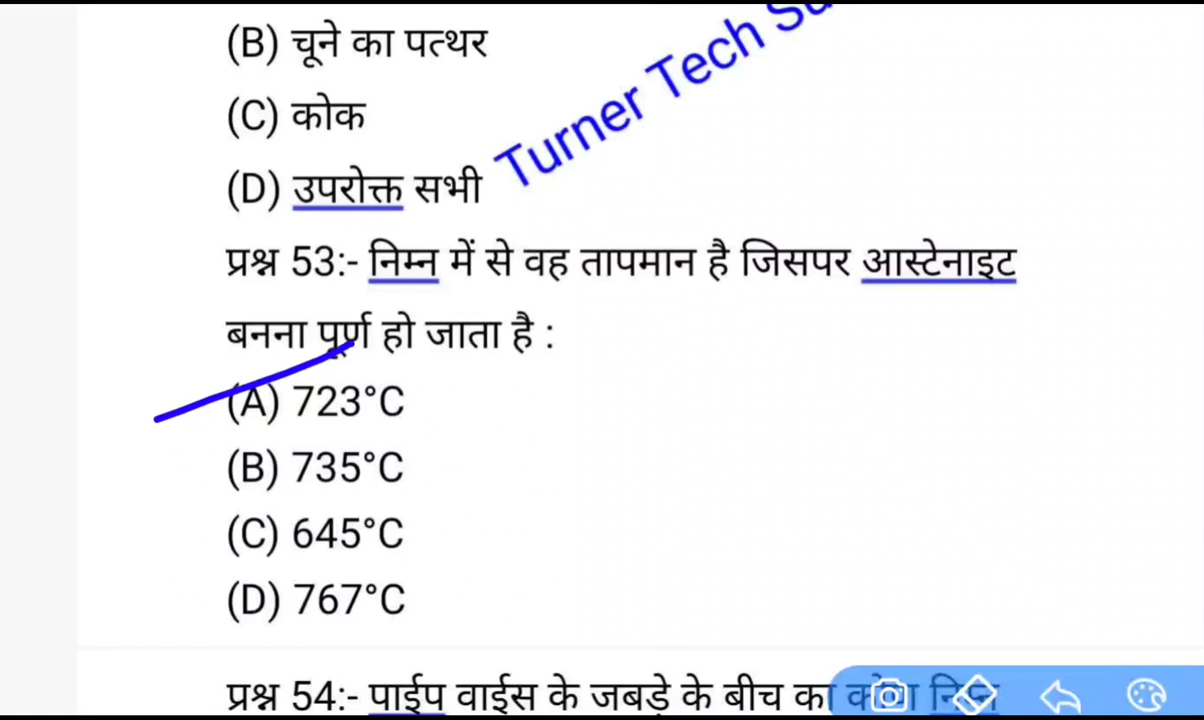 (B) चूने का पत्थर
(C) कोक
(D) उपरोक्त सभी
Turner Tech
प्रश्न 53:- निम्न में से वह तापमान है जिसपर आस्टेनाइट
बनना पूर्ण हो जाता है :
(A) 723°C
(B) 735°C
(C) 645°C
(D) 767°C
प्रश्न 54:- पाईप वाईस के जबड़े के बीच का कोण निम्न